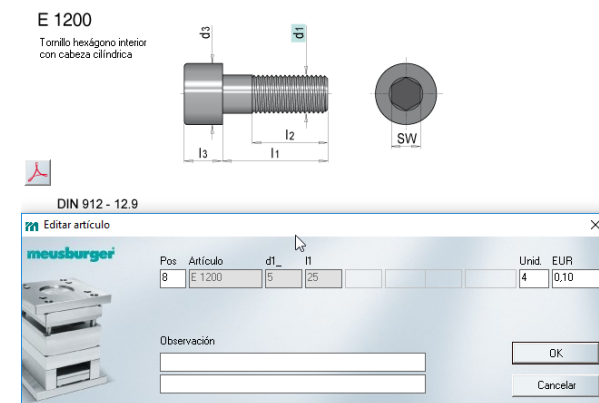 E 1200
Tornillo hexágono interior
con cabeza cilíndrica
d3
d1
l2
l3
l1
SW
DIN 912 - 12.9
Editar artículo
meusburger
Pos Artículo d1_ l1 Unid. EUR
8 E 1200 5 25 4 0,10
Observación
OK
Cancelar